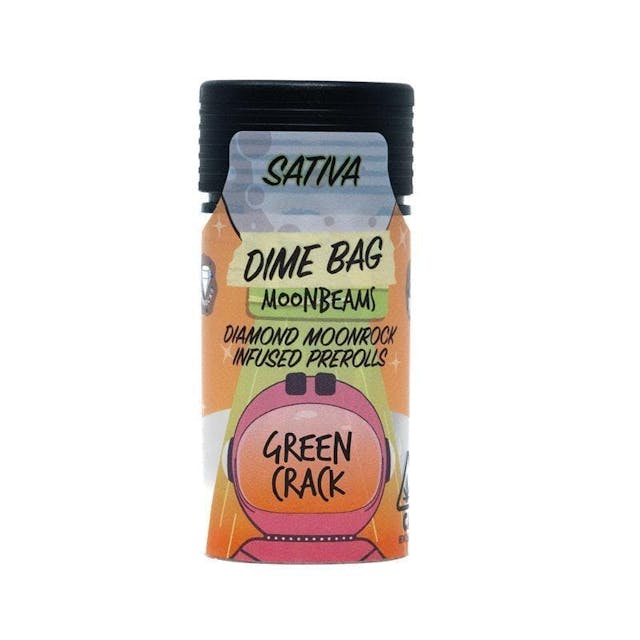 SATIVA
DIME BAG
MOONBEAMS
DIAMOND MOONROCK
INFUSED PREROLLS
GREEN
CRACK